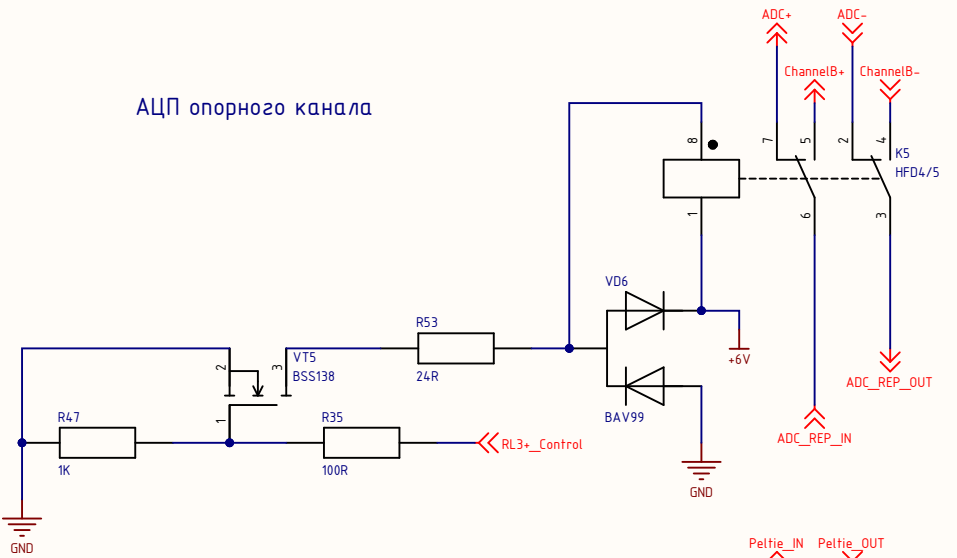 ADC+
ADC-
ChannelB+
ChannelB-
АЦП опорного канала
7
5
2
4
8
K5
HFD4/5
1
6
3
VD6
R53
VT5
BSS138
2
3
24R
+6V
ADC_REP_OUT
R47
1
R35
BAV99
ADC_REP_IN
RL3+_Control
1K
100R
GND
GND
Peltie_IN
Peltie_OUT